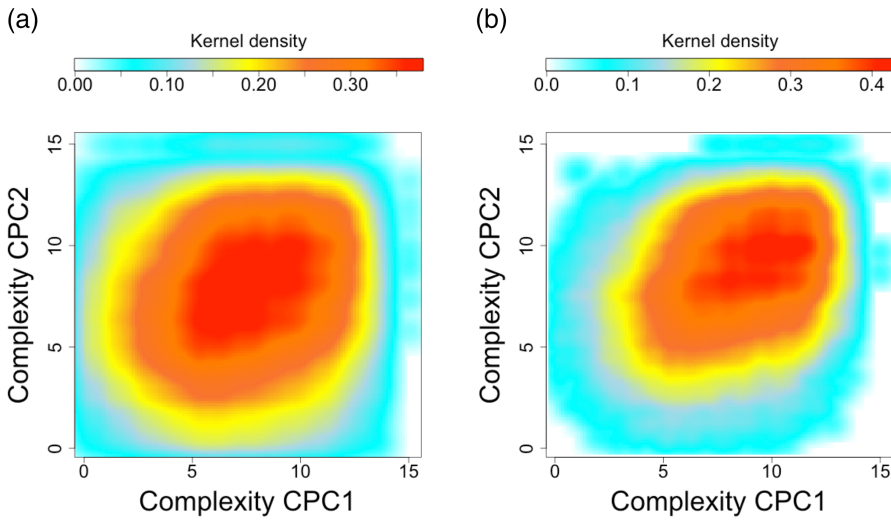 (a)
Kernel density
0.00 0.10 0.20 0.30
Complexity CPC2
15
10
5
0
0 5 10 15
Complexity CPC1
(b)
Kernel density
0.0 0.1 0.2 0.3 0.4
Complexity CPC2
15
10
5
0
0 5 10 15
Complexity CPC1